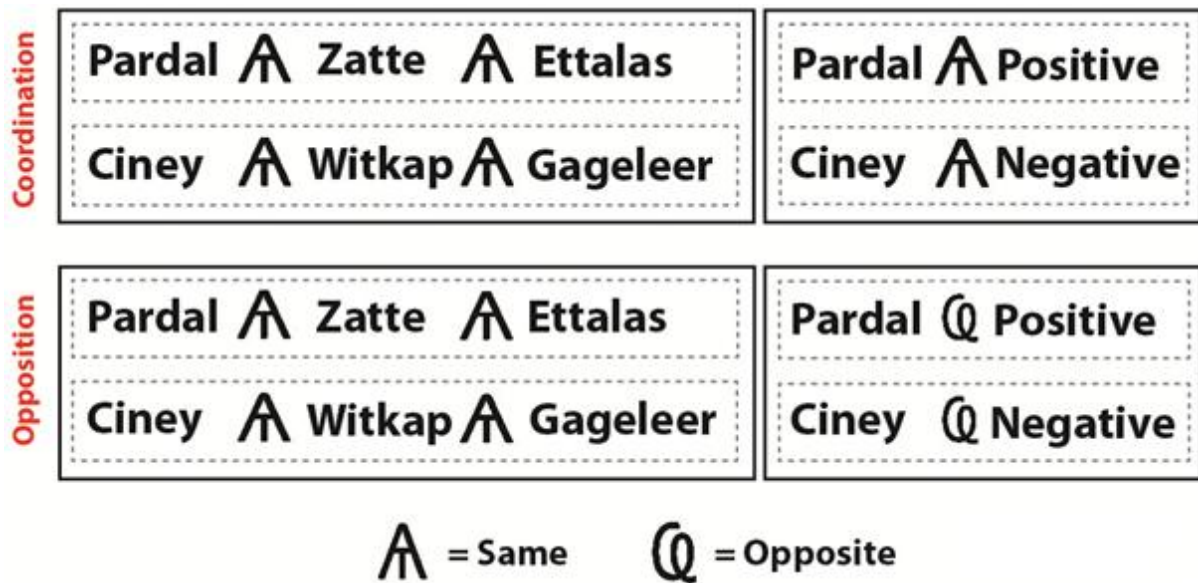 Coordination
Pardal Zatte Ettalas
Ciney Witkap Gageleer
Pardal Positive
Ciney Negative
Opposition
Pardal Zatte Ettalas
Ciney Witkap Gageleer
Pardal Positive
Ciney Negative
= Same = Opposite